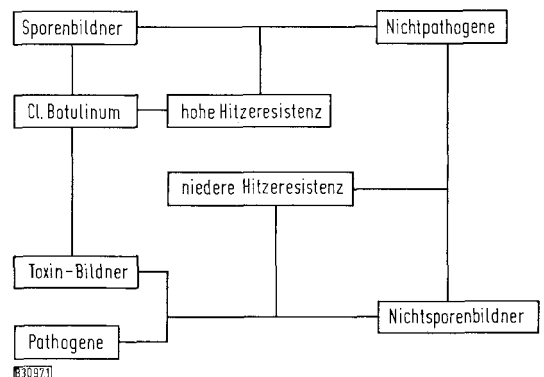 Sporenbildner
Nichtpathogene
Cl. Botulinum
hohe Hitzeresistenz
niedere Hitzeresistenz
Toxin-Bildner
Nichtsporenbildner
Pathogene
B30971